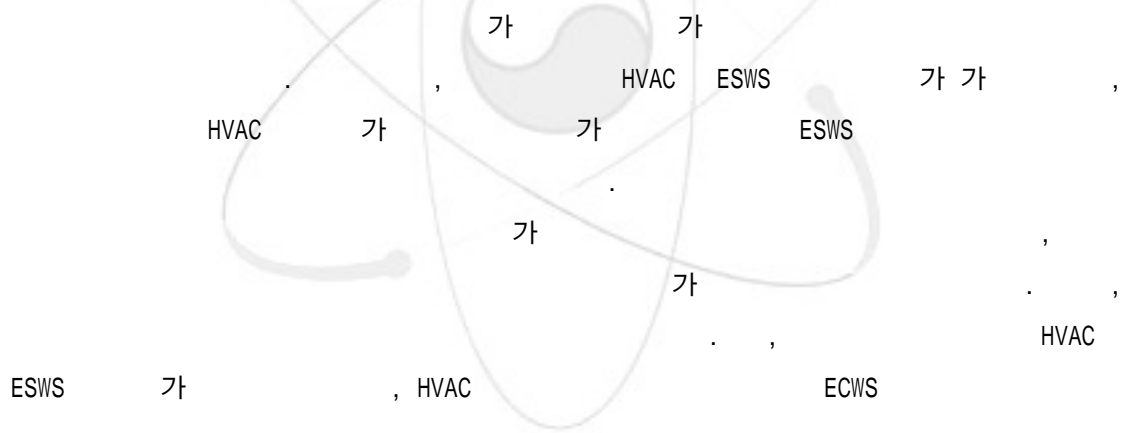 가 가
. , HVAC ESWS 가 가 ,
HVAC 가 가 ESWS
.
가 ,
가 . ,
. , HVAC
ESWS 가 , HVAC ECWS